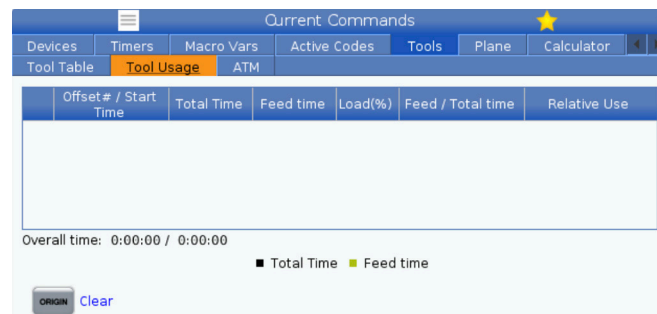 Current Commands
Devices Timers Macro Vars Active Codes Tools Plane Calculator
Tool Table Tool Usage ATM
Offset# / Start Time Total Time Feed time Load(%) Feed / Total time Relative Use
Overall time: 0:00:00 / 0:00:00
Total Time Feed time
ORIGIN Clear